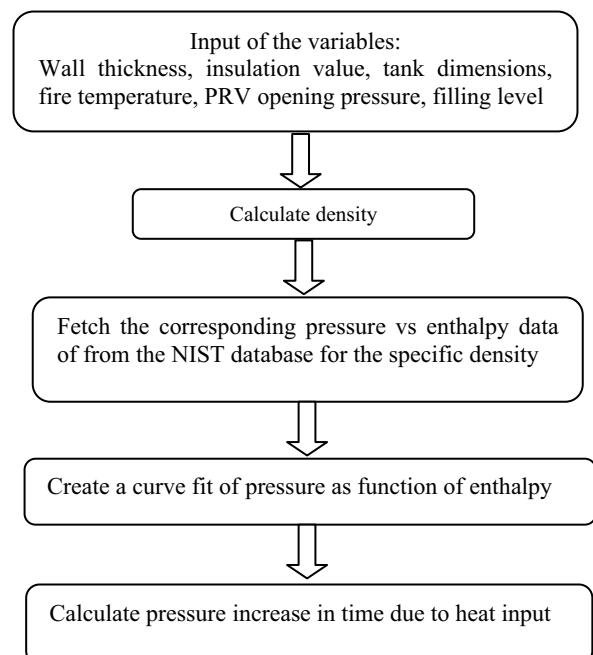 Input of the variables:
Wall thickness, insulation value, tank dimensions,
fire temperature, PRV opening pressure, filling level
Calculate density
Fetch the corresponding pressure vs enthalpy data
of from the NIST database for the specific density
Create a curve fit of pressure as function of enthalpy
Calculate pressure increase in time due to heat input